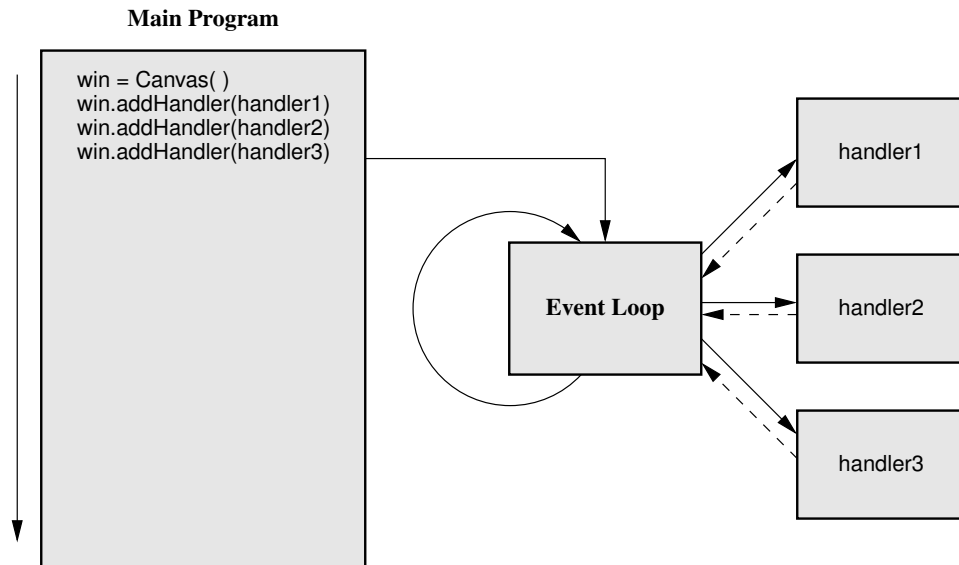 Main Program
win = Canvas( )
win.addHandler(handler1)
win.addHandler(handler2)
win.addHandler(handler3)
handler1
Event Loop
handler2
handler3